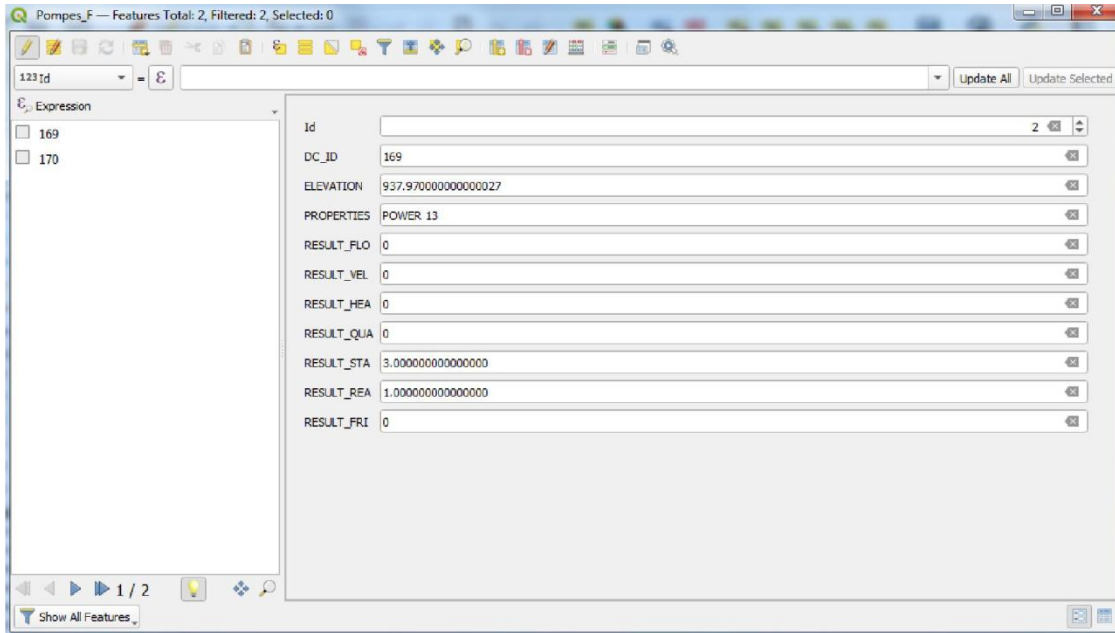 Pompes_F — Features Total: 2, Filtered: 2, Selected: 0
123 Id = ε Update All Update Selected
ε Expression
169
170
Id 2
DC_ID 169
ELEVATION 937.970000000000027
PROPERTIES POWER 13
RESULT_FLO 0
RESULT_VEL 0
RESULT_HEA 0
RESULT_QUA 0
RESULT_STA 3.000000000000000
RESULT_REA 1.000000000000000
RESULT_FRI 0
1 / 2
Show All Features